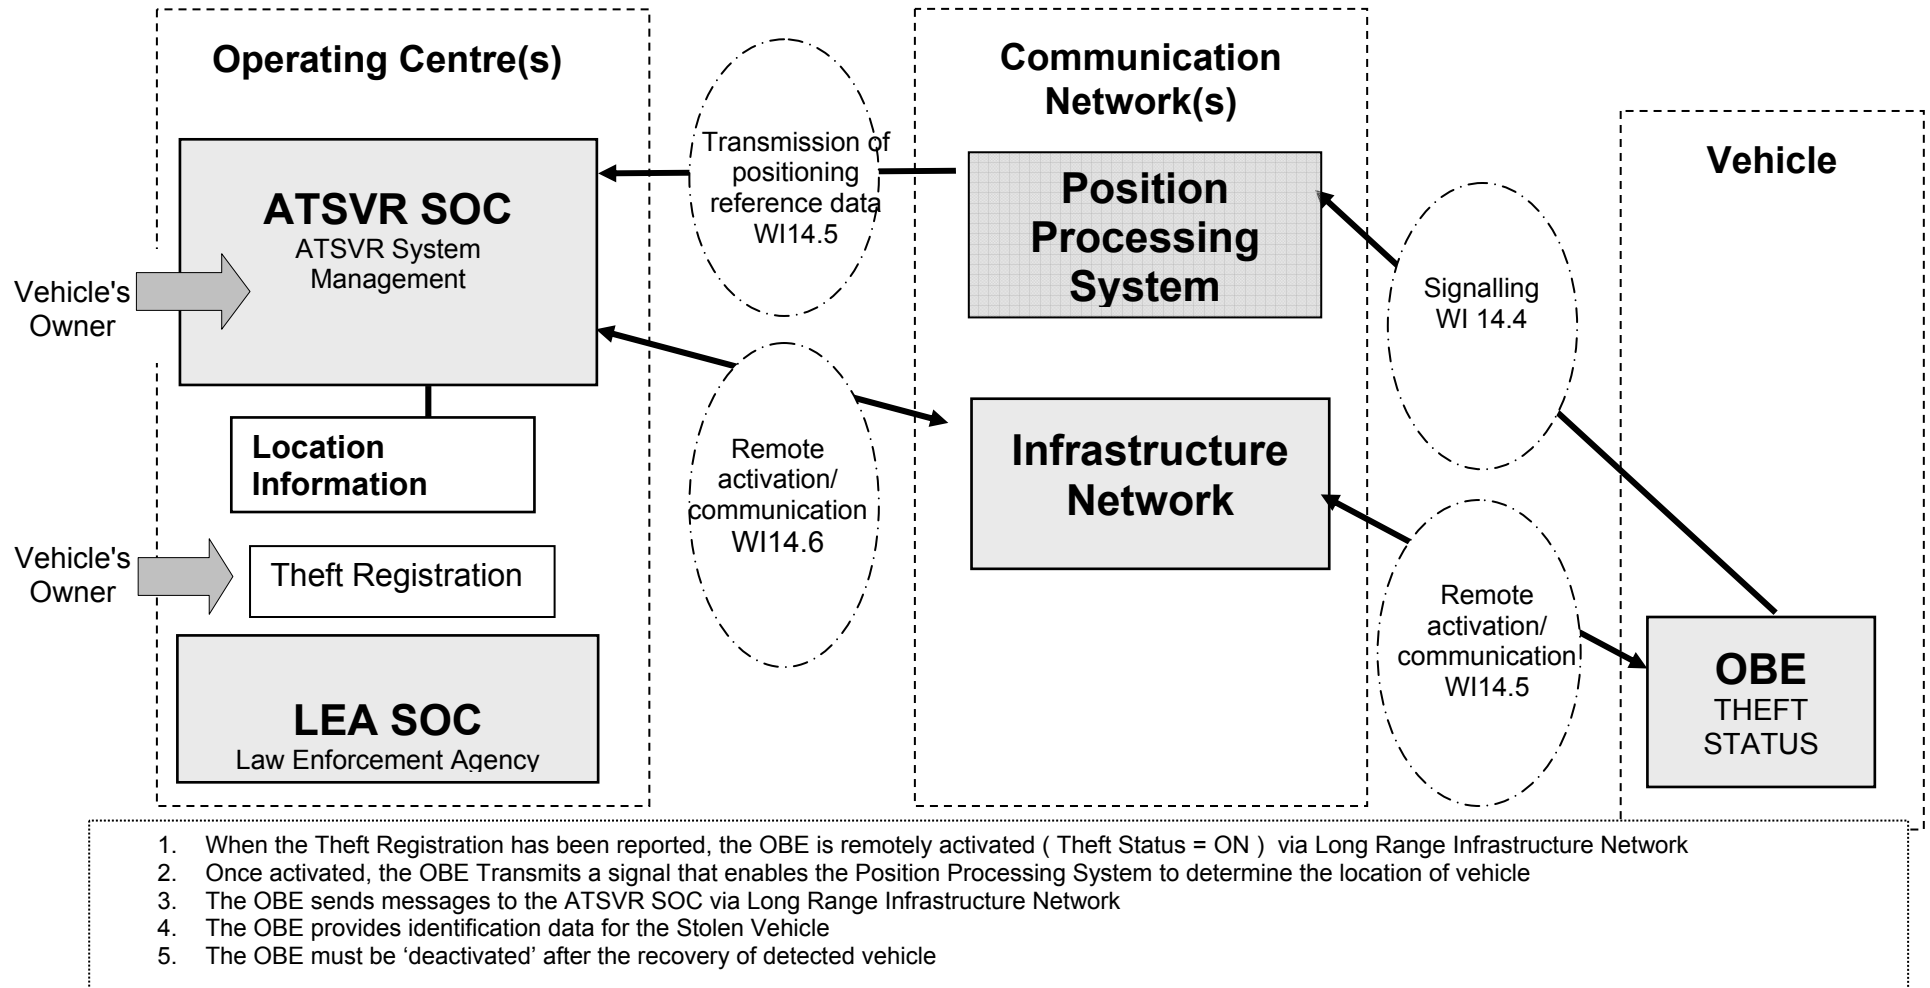 Operating Centre(s)
ATSVR SOC
ATSVR System
Management
Vehicle's
Owner
Location
Information
Vehicle's
Owner
Theft Registration
LEA SOC
Law Enforcement Agency
Transmission of
positioning
reference data
WI14.5
Remote
activation/
communication
WI14.6
Communication
Network(s)
Position
Processing
System
Infrastructure
Network
Signalling
WI 14.4
Remote
activation/
communication
WI14.5
Vehicle
OBE
THEFT
STATUS
1. When the Theft Registration has been reported, the OBE is remotely activated ( Theft Status = ON ) via Long Range Infrastructure Network
2. Once activated, the OBE Transmits a signal that enables the Position Processing System to determine the location of vehicle
3. The OBE sends messages to the ATSVR SOC via Long Range Infrastructure Network
4. The OBE provides identification data for the Stolen Vehicle
5. The OBE must be ‘deactivated’ after the recovery of detected vehicle